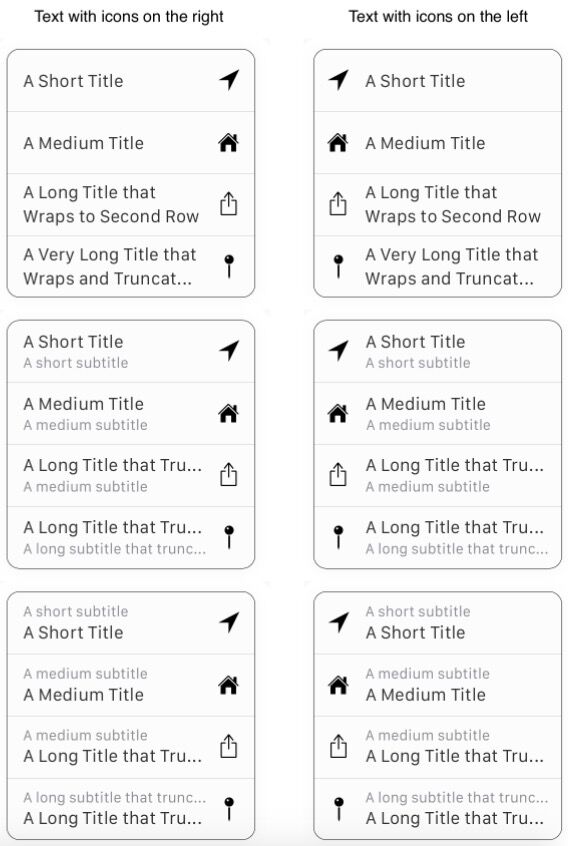 Text with icons on the right
A Short Title
A Medium Title
A Long Title that
Wraps to Second Row
A Very Long Title that
Wraps and Truncat...
A Short Title
A short subtitle
A Medium Title
A medium subtitle
A Long Title that Tru...
A medium subtitle
A Long Title that Tru...
A long subtitle that trunc...
A short subtitle
A Short Title
A medium subtitle
A Medium Title
A medium subtitle
A Long Title that Tru...
A long subtitle that trunc...
A Long Title that Tru...
Text with icons on the left
A Short Title
A Medium Title
A Long Title that
Wraps to Second Row
A Very Long Title that
Wraps and Truncat...
A Short Title
A short subtitle
A Medium Title
A medium subtitle
A Long Title that Tru...
A medium subtitle
A Long Title that Tru...
A long subtitle that trunc...
A short subtitle
A Short Title
A medium subtitle
A Medium Title
A medium subtitle
A Long Title that Tru...
A long subtitle that trunc...
A Long Title that Tru...